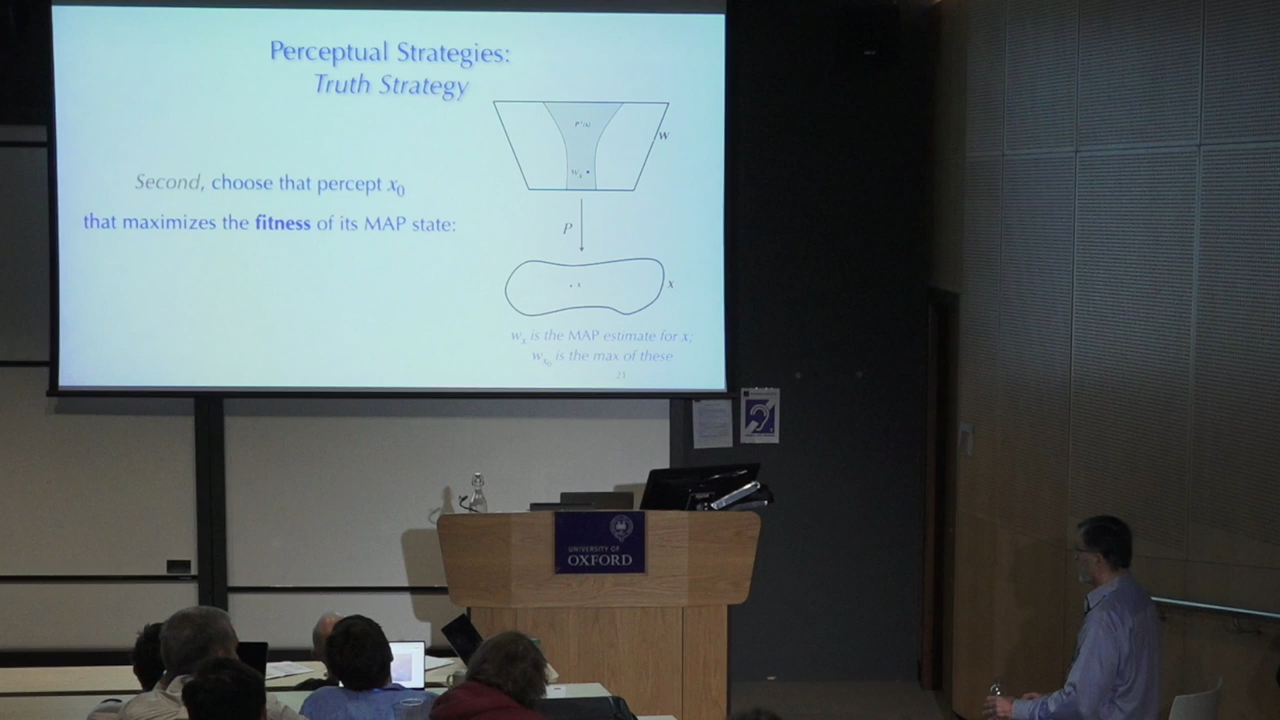 Perceptual Strategies:
Truth Strategy
Second, choose that percept x₀
that maximizes the fitness of its MAP state:
W
P
X
wₓ is the MAP estimate for x;
wₓ₀ is the max of these
21
UNIVERSITY OF
OXFORD